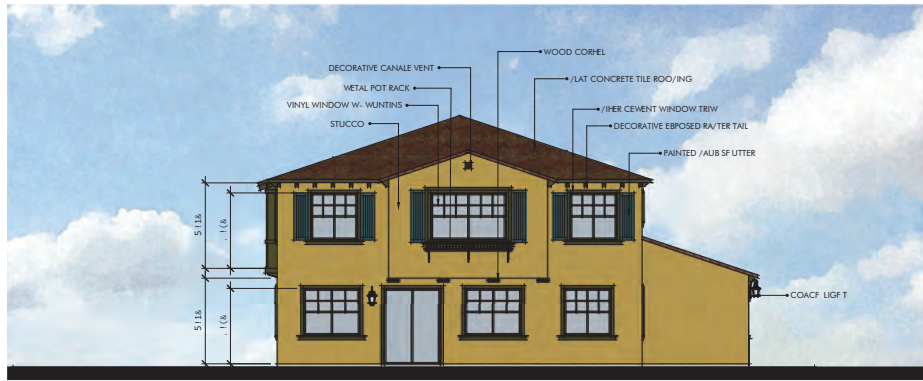 WOOD CORHEL
DECORATIVE CANALE VENT
/LAT CONCRETE TILE ROO/ING
WETAL POT RACK
VINYL WINDOW W- WUNTINS
/IHER CEWENT WINDOW TRIW
STUCCO
DECORATIVE EBPOSED RA/TER TAIL
PAINTED /AUB SF UTTER
COACF LIGF T